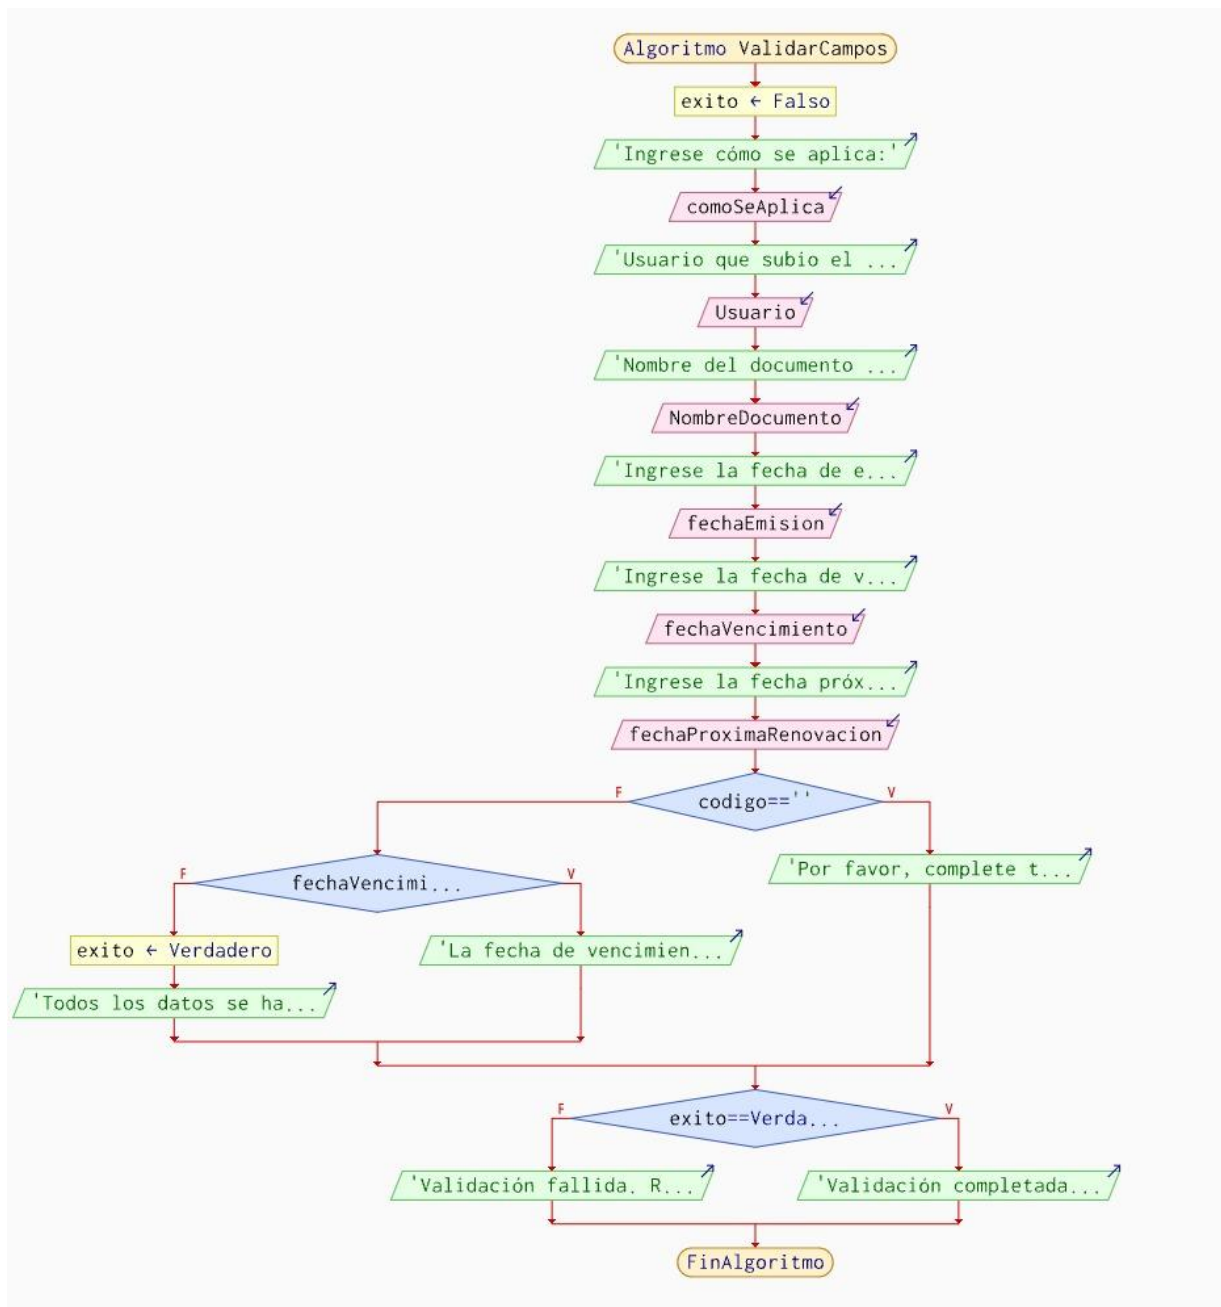 Algoritmo ValidarCampos
exito ← Falso
'Ingrese cómo se aplica:'
comoSeAplica
'Usuario que subio el ...
Usuario
'Nombre del documento ...
NombreDocumento
'Ingrese la fecha de e...
fechaEmision
'Ingrese la fecha de v...
fechaVencimiento
'Ingrese la fecha próx...
fechaProximaRenovacion
F
codigo==''
V
F
fechaVencimi...
V
'Por favor, complete t...
exito ← Verdadero
'La fecha de vencimien...
'Todos los datos se ha...
F
exito==Verda...
V
'Validación fallida. R...
'Validación completada...
FinAlgoritmo